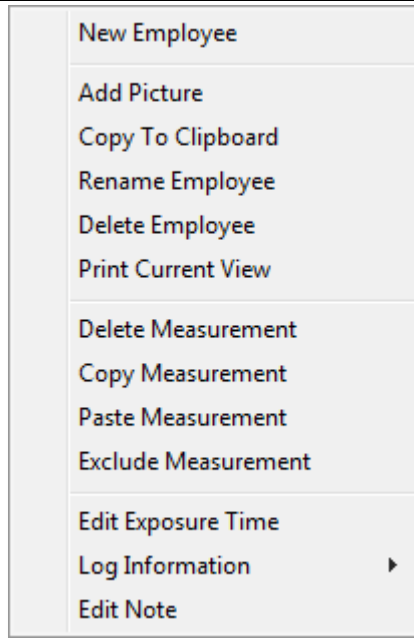 New Employee
Add Picture
Copy To Clipboard
Rename Employee
Delete Employee
Print Current View
Delete Measurement
Copy Measurement
Paste Measurement
Exclude Measurement
Edit Exposure Time
Log Information
Edit Note